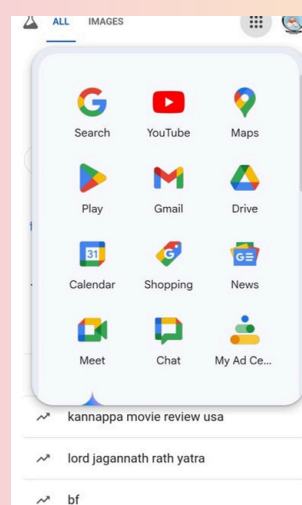 ALL IMAGES
Search YouTube Maps
Play Gmail Drive
31
GE
Calendar Shopping News
Meet Chat My Ad Ce...
kannappa movie review usa
lord jagannath rath yatra
bf